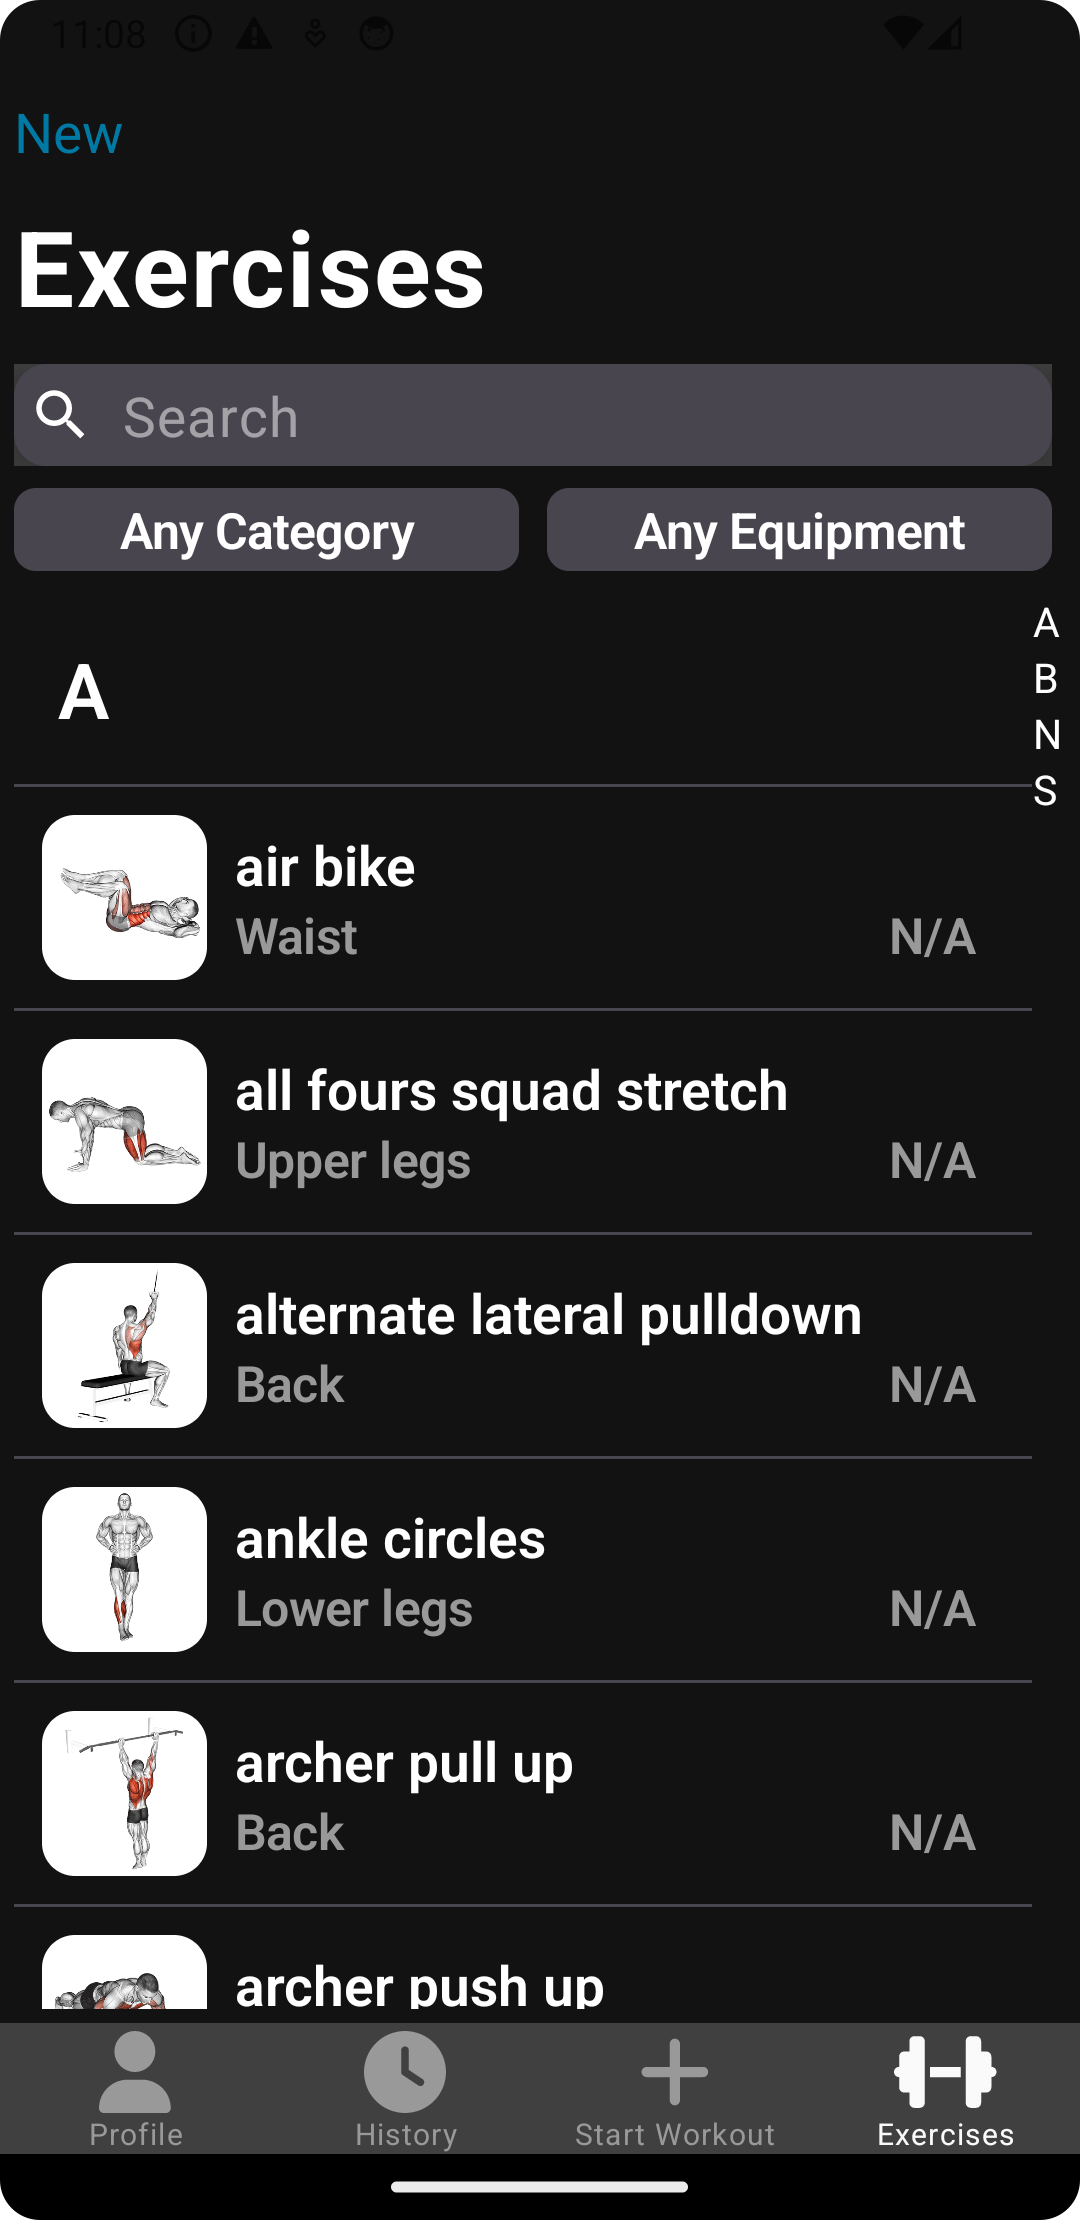 11:08
New
Exercises
Search
Any Category
Any Equipment
A
A
B
N
S
air bike
Waist
N/A
all fours squad stretch
Upper legs
N/A
alternate lateral pulldown
Back
N/A
ankle circles
Lower legs
N/A
archer pull up
Back
N/A
archer push up
Profile
History
Start Workout
Exercises